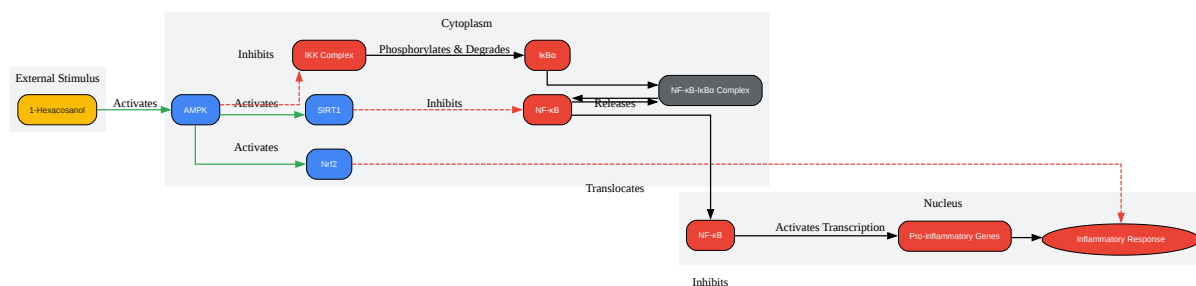 Cytoplasm
External Stimulus
1-Hexacosanol
Activates
AMPK
Inhibits
IKK Complex
Phosphorylates & Degrades
IκBα
Activates
SIRT1
Inhibits
NF-κB
Releases
NF-κB-IκBα Complex
Activates
Nrf2
Translocates
Nucleus
NF-κB
Activates Transcription
Pro-inflammatory Genes
Inflammatory Response
Inhibits